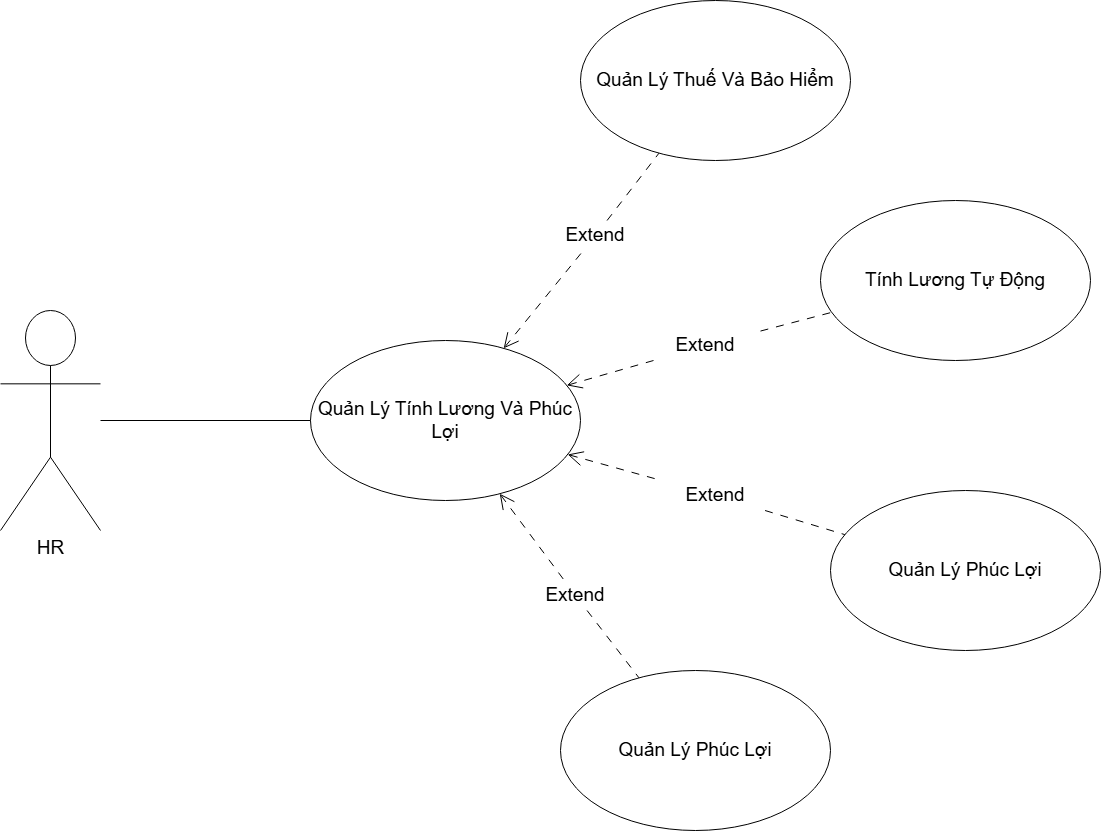 Quản Lý Thuế Và Bảo Hiểm
Extend
Tính Lương Tự Động
Extend
Quản Lý Tính Lương Và Phúc
Lợi
Extend
HR
Quản Lý Phúc Lợi
Extend
Quản Lý Phúc Lợi